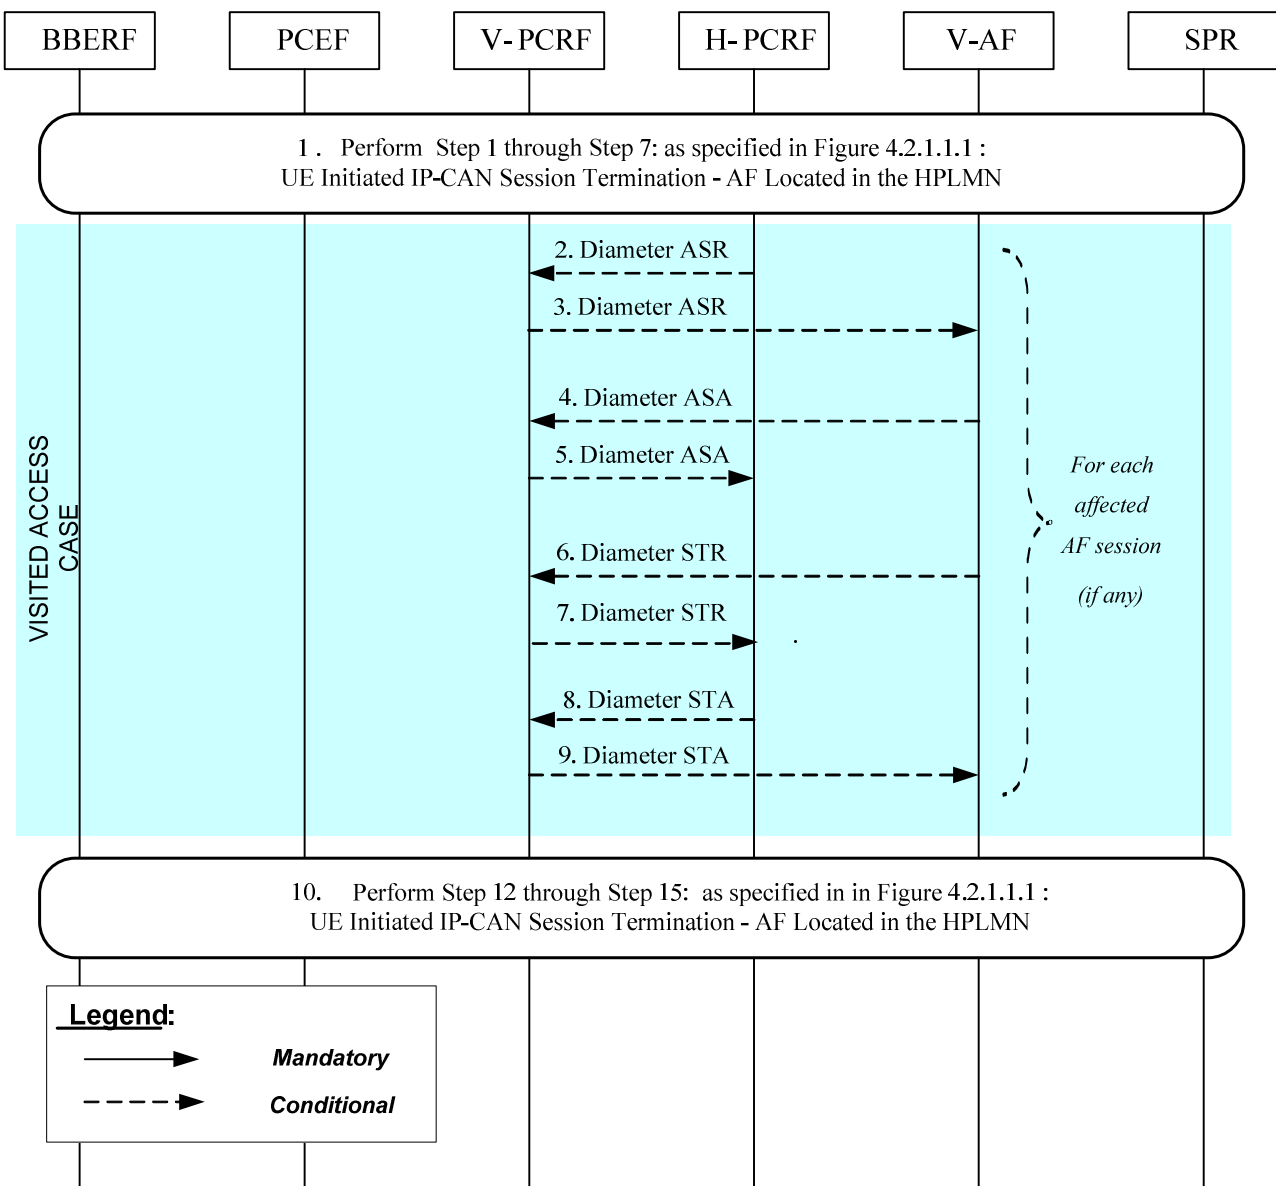 BBERF
PCEF
V-PCRF
H-PCRF
V-AF
SPR
1. Perform Step 1 through Step 7: as specified in Figure 4.2.1.1.1:
UE Initiated IP-CAN Session Termination - AF Located in the HPLMN
2. Diameter ASR
3. Diameter ASR
4. Diameter ASA
5. Diameter ASA
6. Diameter STR
7. Diameter STR
8. Diameter STA
9. Diameter STA
VISITED ACCESS
CASE
For each
affected
AF session
(if any)
10. Perform Step 12 through Step 15: as specified in in Figure 4.2.1.1.1:
UE Initiated IP-CAN Session Termination - AF Located in the HPLMN
Legend:
Mandatory
Conditional